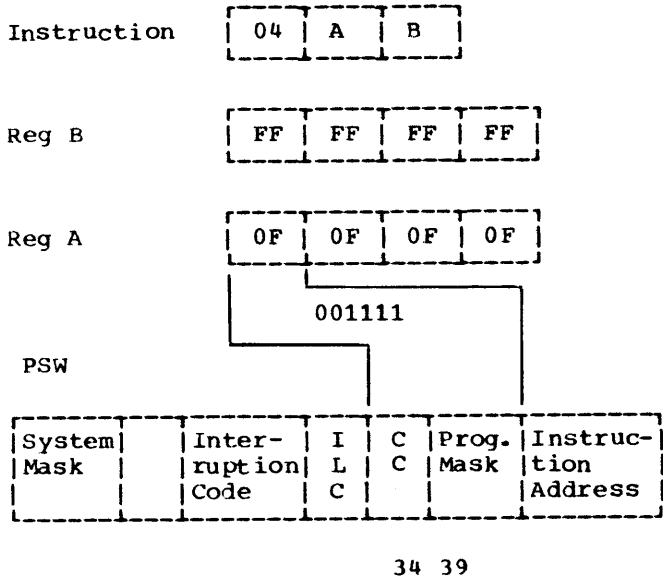 Instruction 04 A B
Reg B FF FF FF FF
Reg A 0F 0F 0F 0F
001111
PSW
System Inter- I C Prog. Instruc-
Mask ruption L C Mask tion
Code C Address
34 39